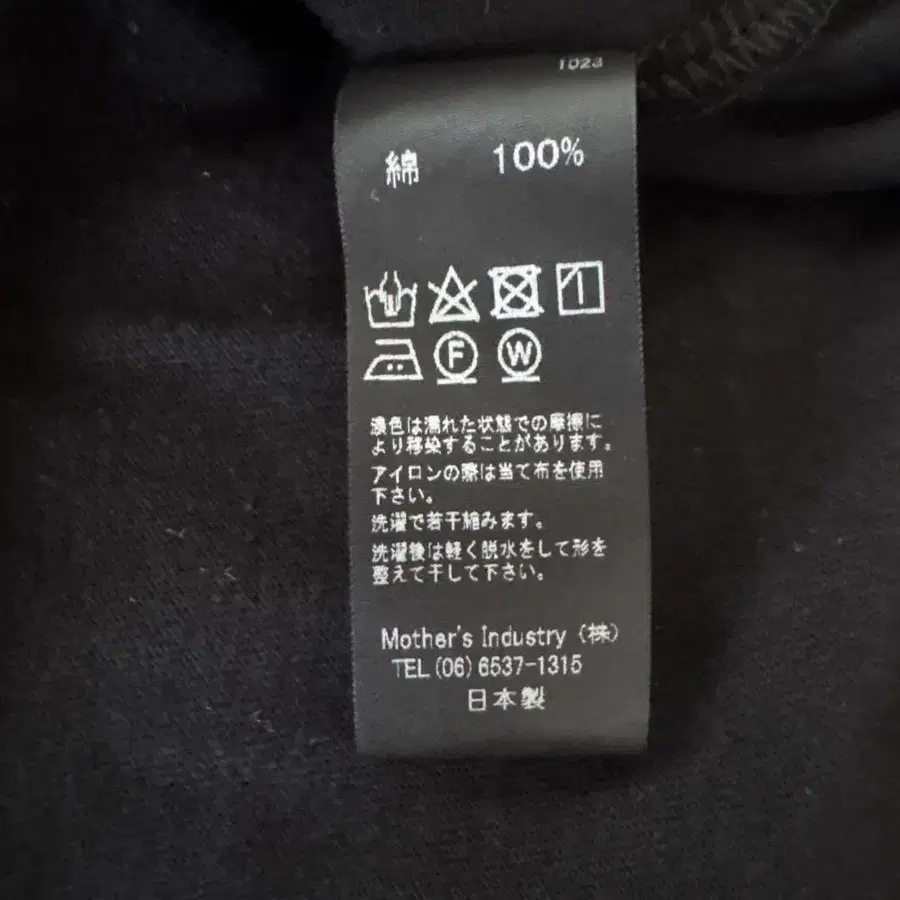 1023
綿 100%
F W
濃色は濡れた状態での摩擦に
より移染することがあります。
アイロンの際は当て布を使用
下さい。
洗濯で若干縮みます。
洗濯後は軽く脱水をして形を
整えて干して下さい。
Mother's Industry (株)
TEL (06) 6537-1315
日本製